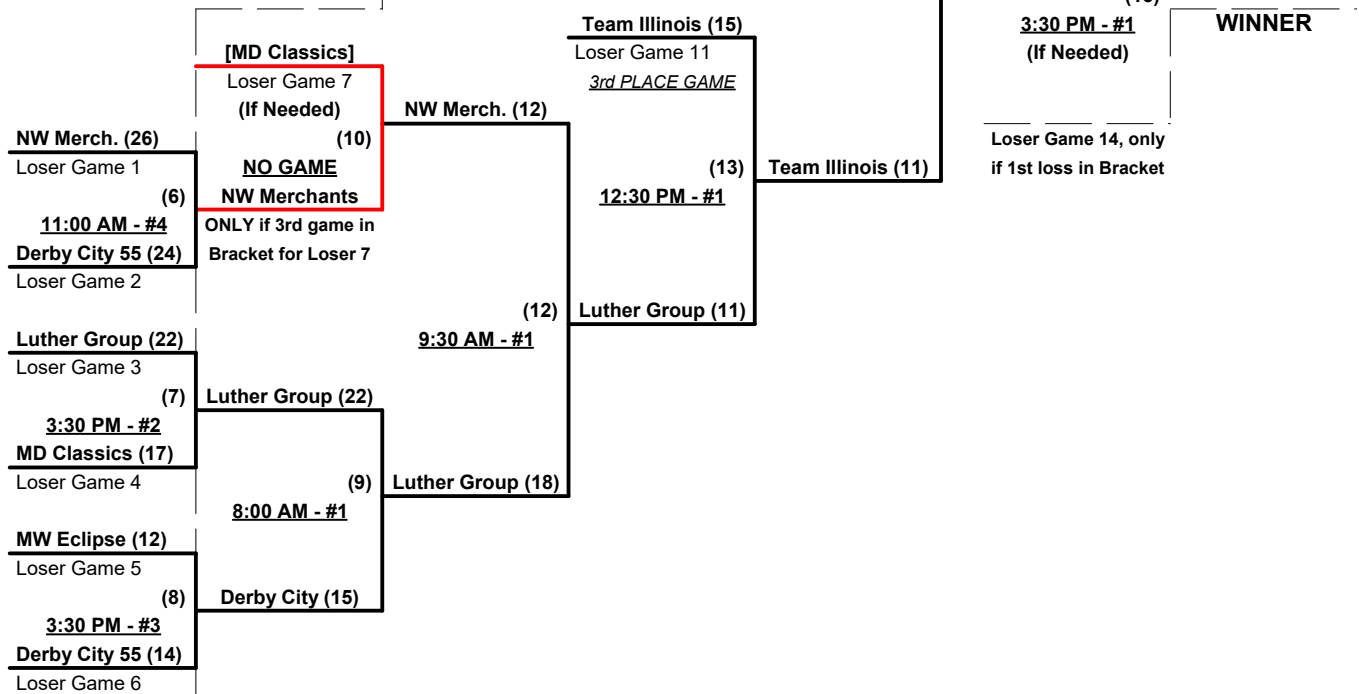 3:30 PM - #1
(If Needed)
Loser Game 14, only
if 1st loss in Bracket
WINNER
Team Illinois (15)
Loser Game 11
3rd PLACE GAME
(13)
12:30 PM - #1
Team Illinois (11)
[MD Classics]
Loser Game 7
(If Needed)
(10)
NO GAME
NW Merchants
ONLY if 3rd game in
Bracket for Loser 7
NW Merch. (12)
NW Merch. (26)
Loser Game 1
(6)
11:00 AM - #4
Derby City 55 (24)
Loser Game 2
(12)
9:30 AM - #1
Luther Group (11)
Luther Group (22)
Loser Game 3
(7)
3:30 PM - #2
MD Classics (17)
Loser Game 4
Luther Group (22)
(9)
8:00 AM - #1
Luther Group (18)
MW Eclipse (12)
Loser Game 5
(8)
3:30 PM - #3
Derby City 55 (14)
Loser Game 6
Derby City (15)